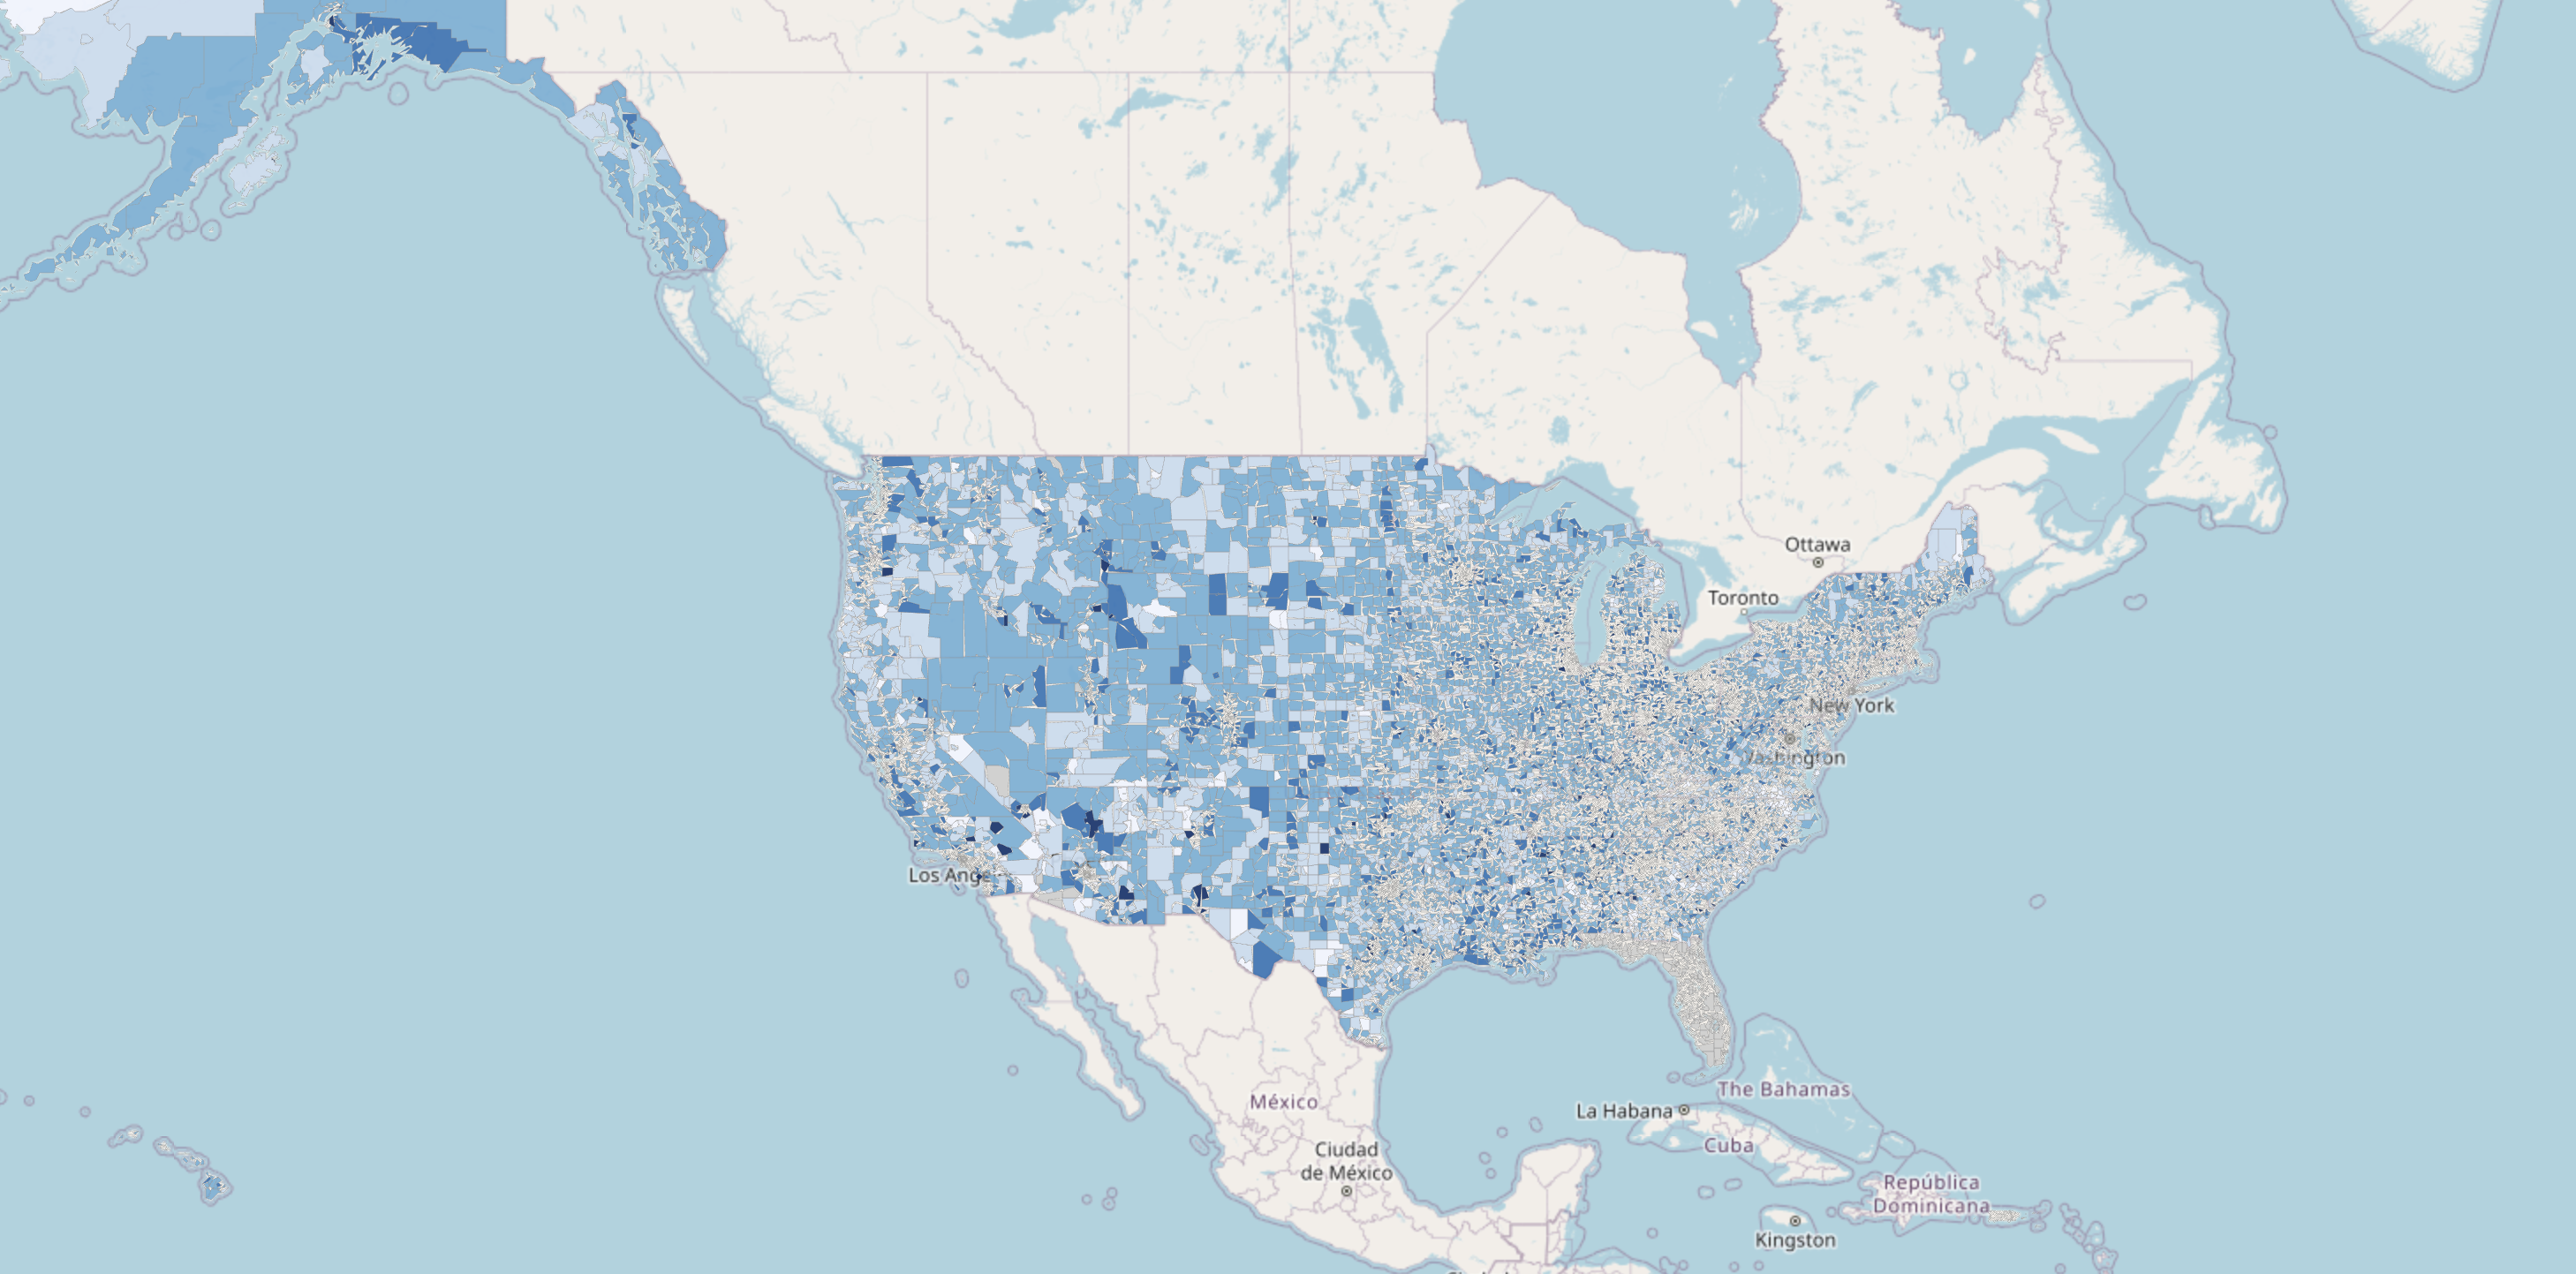 Ottawa
Toronto
New York
Washington
Los Ange
México
The Bahamas
La Habana
Cuba
Ciudad
de México
República
Dominicana
Kingston